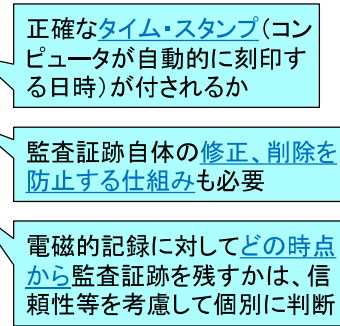 正確なタイム・スタンプ(コン
ピュータが自動的に刻印す
る日時)が付されるか
監査証跡自体の修正、削除を
防止する仕組みも必要
電磁的記録に対してどの時点
から監査証跡を残すかは、信
頼性等を考慮して個別に判断